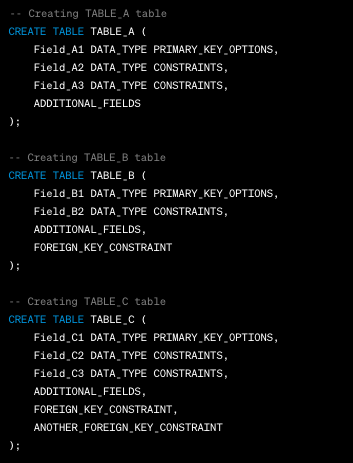 -- Creating TABLE_A table
CREATE TABLE TABLE_A (
Field_A1 DATA_TYPE PRIMARY_KEY_OPTIONS,
Field_A2 DATA_TYPE CONSTRAINTS,
Field_A3 DATA_TYPE CONSTRAINTS,
ADDITIONAL_FIELDS
);
-- Creating TABLE_B table
CREATE TABLE TABLE_B (
Field_B1 DATA_TYPE PRIMARY_KEY_OPTIONS,
Field_B2 DATA_TYPE CONSTRAINTS,
ADDITIONAL_FIELDS,
FOREIGN_KEY_CONSTRAINT
);
-- Creating TABLE_C table
CREATE TABLE TABLE_C (
Field_C1 DATA_TYPE PRIMARY_KEY_OPTIONS,
Field_C2 DATA_TYPE CONSTRAINTS,
Field_C3 DATA_TYPE CONSTRAINTS,
ADDITIONAL_FIELDS,
FOREIGN_KEY_CONSTRAINT,
ANOTHER_FOREIGN_KEY_CONSTRAINT
);